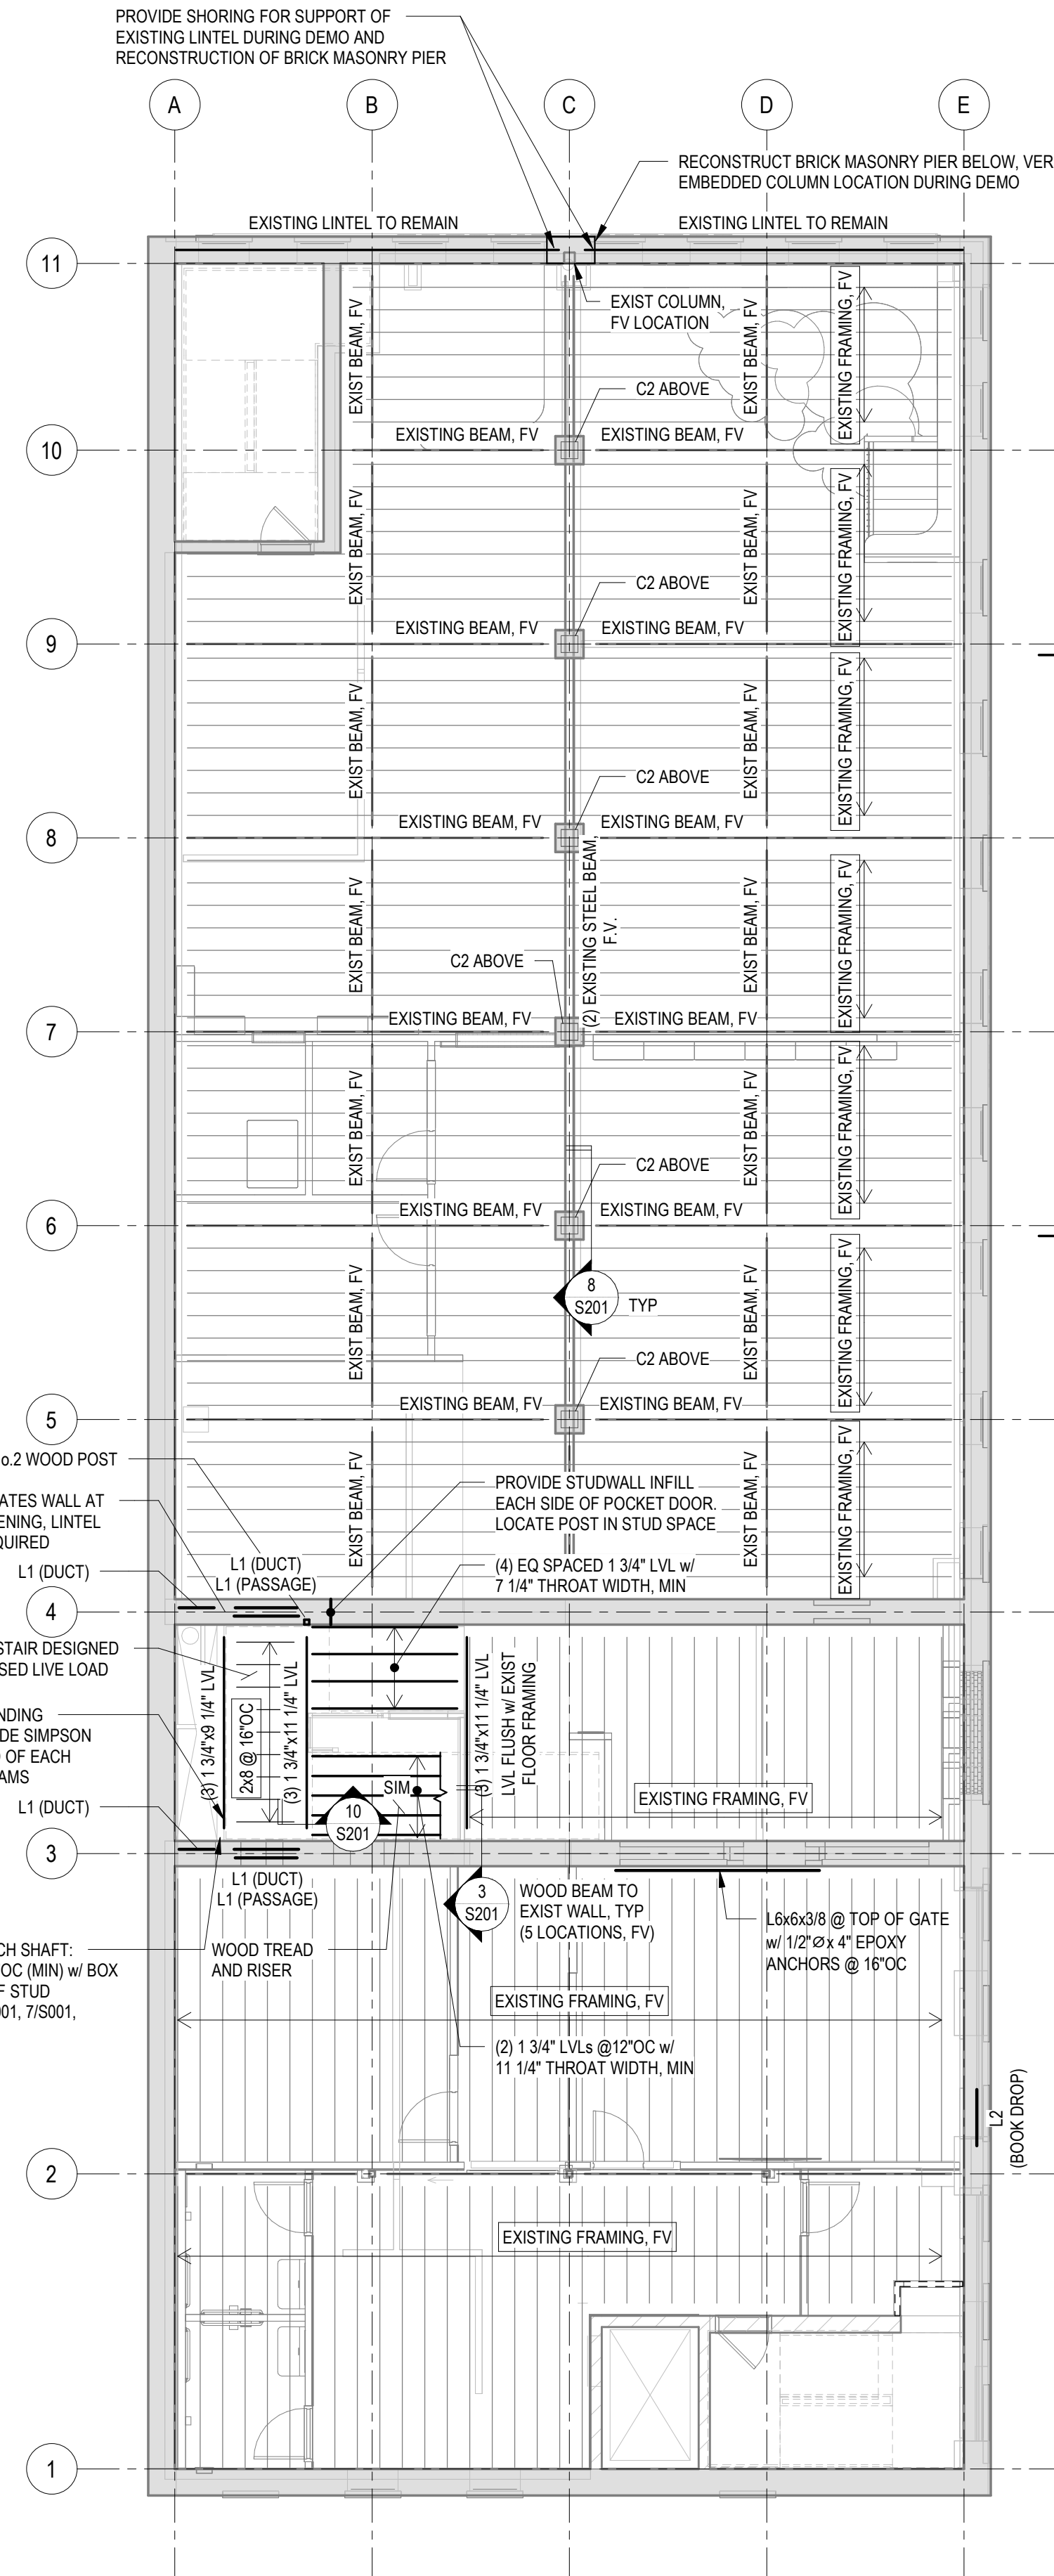 PROVIDE SHORING FOR SUPPORT OF
EXISTING LINTEL DURING DEMO AND
RECONSTRUCTION OF BRICK MASONRY PIER
A
B
C
D
E
RECONSTRUCT BRICK MASONRY PIER BELOW, VER
EMBEDDED COLUMN LOCATION DURING DEMO
EXISTING LINTEL TO REMAIN
EXISTING LINTEL TO REMAIN
11
EXIST COLUMN,
FV LOCATION
EXIST BEAM, FV
EXIST BEAM, FV
EXISTING FRAMING, FV
C2 ABOVE
10
EXISTING BEAM, FV
EXISTING BEAM, FV
EXIST BEAM, FV
EXIST BEAM, FV
EXISTING FRAMING, FV
C2 ABOVE
9
EXISTING BEAM, FV
EXISTING BEAM, FV
EXIST BEAM, FV
EXIST BEAM, FV
EXISTING FRAMING, FV
C2 ABOVE
8
EXISTING BEAM, FV
EXISTING BEAM, FV
(2) EXISTING STEEL BEAM,
F.V.
EXIST BEAM, FV
EXIST BEAM, FV
EXISTING FRAMING, FV
C2 ABOVE
7
EXISTING BEAM, FV
EXISTING BEAM, FV
EXIST BEAM, FV
EXIST BEAM, FV
EXISTING FRAMING, FV
C2 ABOVE
6
EXISTING BEAM, FV
EXISTING BEAM, FV
EXIST BEAM, FV
EXIST BEAM, FV
EXISTING FRAMING, FV
8
S201
TYP
C2 ABOVE
5
EXISTING BEAM, FV
EXISTING BEAM, FV
EXIST BEAM, FV
EXIST BEAM, FV
EXISTING FRAMING, FV
o.2 WOOD POST
ATES WALL AT
ENING, LINTEL
QUIRED
PROVIDE STUDWALL INFILL
EACH SIDE OF POCKET DOOR.
LOCATE POST IN STUD SPACE
L1 (DUCT)
L1 (DUCT)
L1 (PASSAGE)
(4) EQ SPACED 1 3/4" LVL w/
7 1/4" THROAT WIDTH, MIN
4
STAIR DESIGNED
SED LIVE LOAD
NDING
DE SIMPSON
D OF EACH
AMS
(3) 1 3/4"x9 1/4" LVL
2x8 @ 16"OC
(3) 1 3/4"x11 1/4" LVL
(3) 1 3/4"x11 1/4" LVL
LVL FLUSH w/ EXIST
FLOOR FRAMING
SIM
10
S201
EXISTING FRAMING, FV
L1 (DUCT)
3
L1 (DUCT)
L1 (PASSAGE)
3
S201
WOOD BEAM TO
EXIST WALL, TYP
(5 LOCATIONS, FV)
L6x6x3/8 @ TOP OF GATE
w/ 1/2"Ø x 4" EPOXY
ANCHORS @ 16"OC
CH SHAFT:
OC (MIN) w/ BOX
F STUD
001, 7/S001,
WOOD TREAD
AND RISER
EXISTING FRAMING, FV
(2) 1 3/4" LVLs @12"OC w/
11 1/4" THROAT WIDTH, MIN
L2
(BOOK DROP)
2
EXISTING FRAMING, FV
1